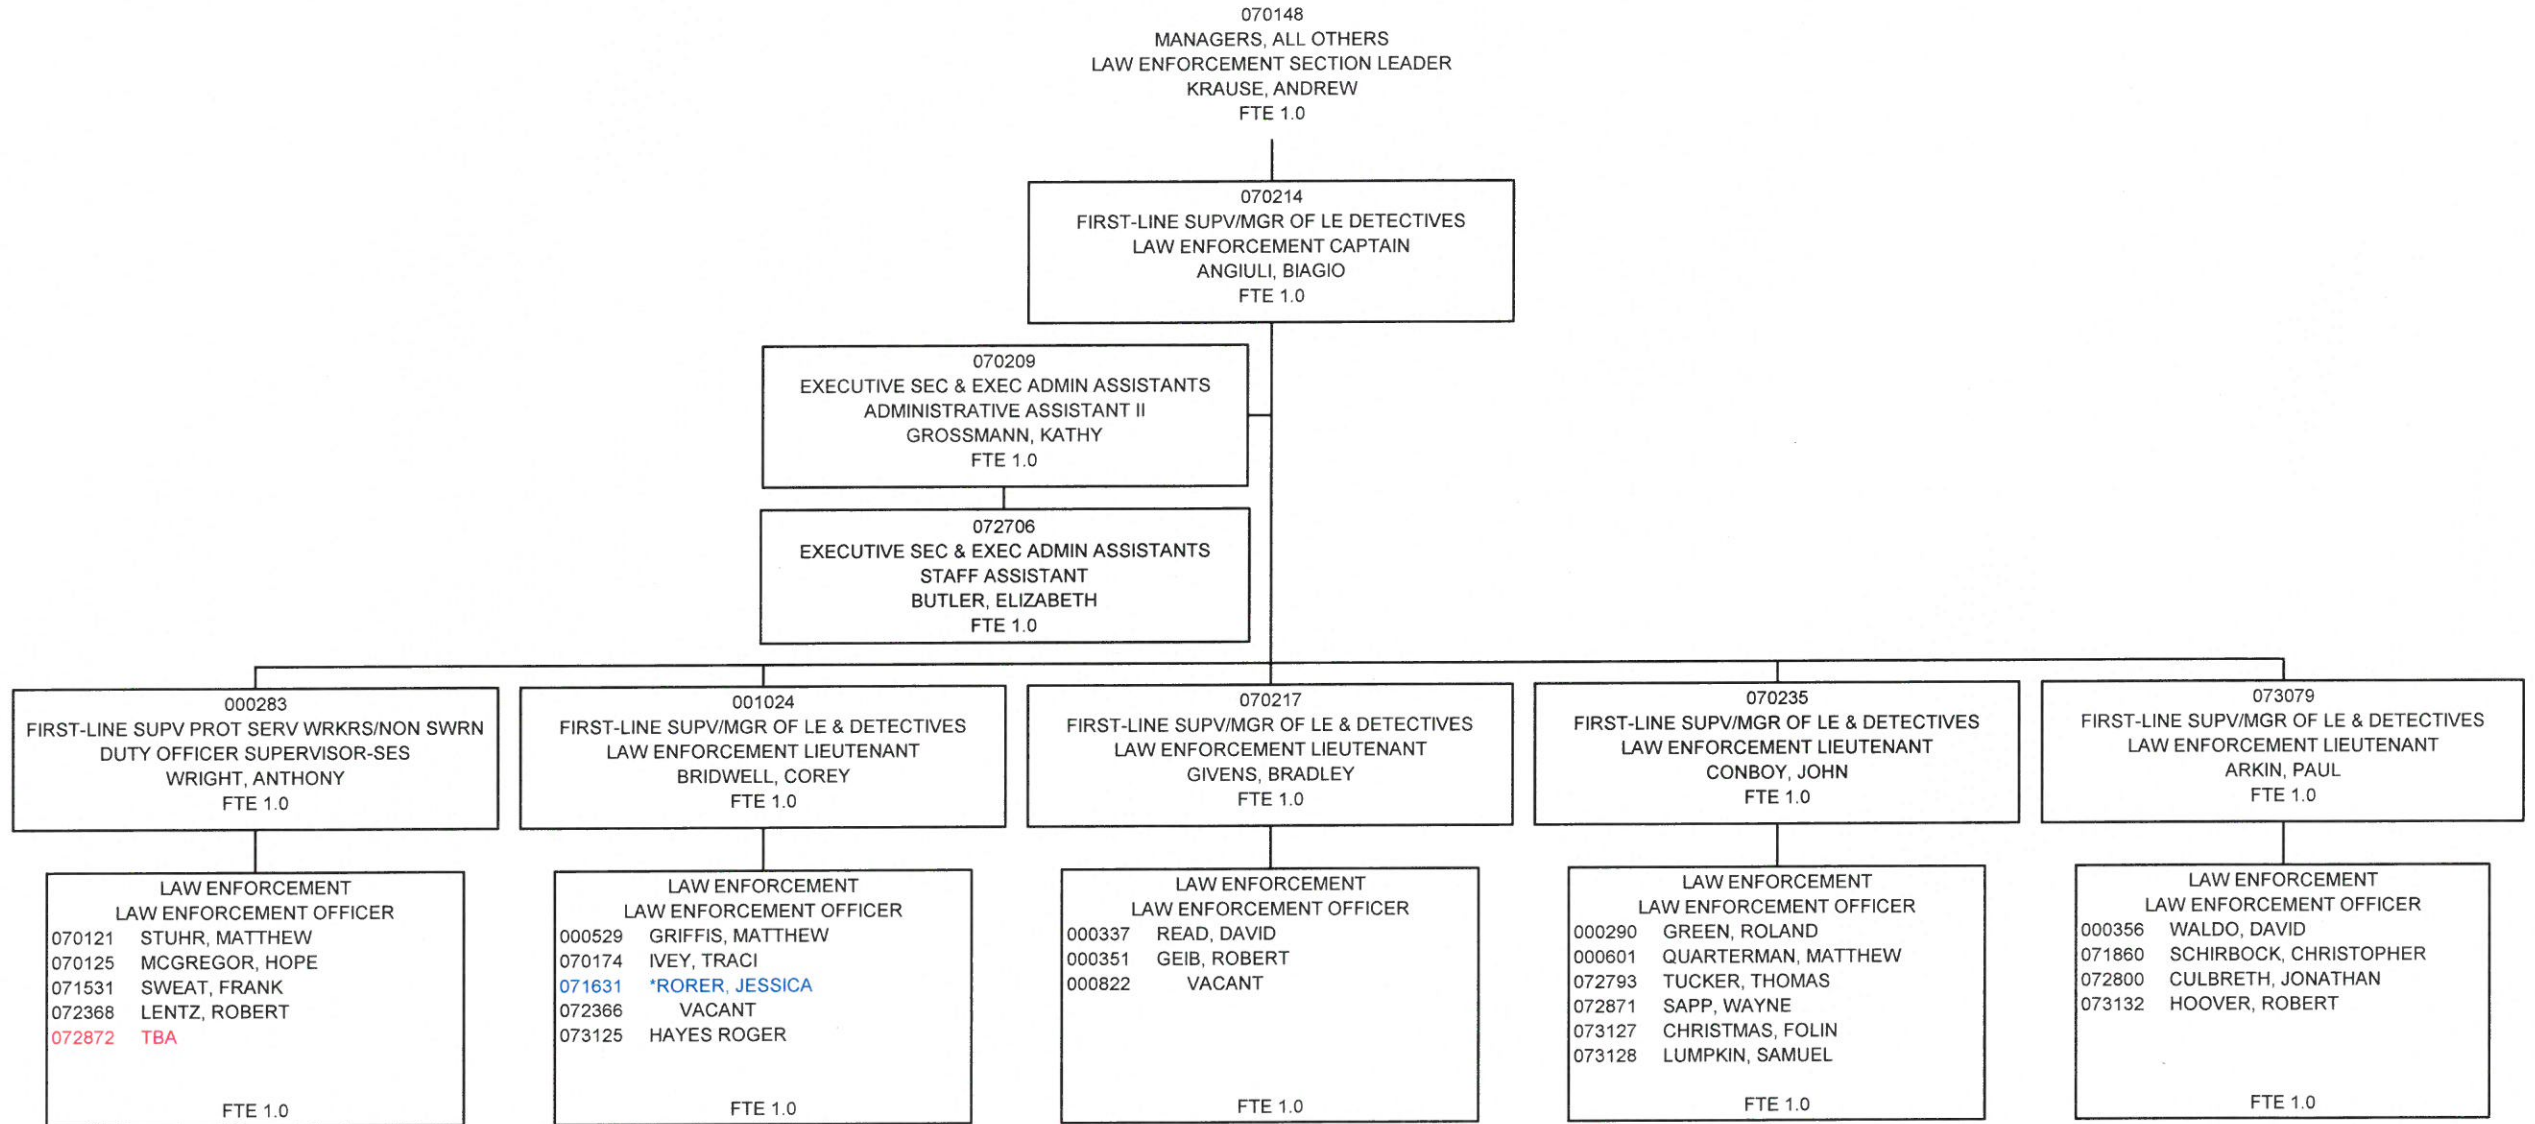 070148
MANAGERS, ALL OTHERS
LAW ENFORCEMENT SECTION LEADER
KRAUSE, ANDREW
FTE 1.0
070214
FIRST-LINE SUPV/MGR OF LE DETECTIVES
LAW ENFORCEMENT CAPTAIN
ANGIULI, BIAGIO
FTE 1.0
070209
EXECUTIVE SEC & EXEC ADMIN ASSISTANTS
ADMINISTRATIVE ASSISTANT II
GROSSMANN, KATHY
FTE 1.0
072706
EXECUTIVE SEC & EXEC ADMIN ASSISTANTS
STAFF ASSISTANT
BUTLER, ELIZABETH
FTE 1.0
000283
FIRST-LINE SUPV PROT SERV WRKRS/NON SWRN
DUTY OFFICER SUPERVISOR-SES
WRIGHT, ANTHONY
FTE 1.0
001024
FIRST-LINE SUPV/MGR OF LE & DETECTIVES
LAW ENFORCEMENT LIEUTENANT
BRIDWELL, COREY
FTE 1.0
070217
FIRST-LINE SUPV/MGR OF LE & DETECTIVES
LAW ENFORCEMENT LIEUTENANT
GIVENS, BRADLEY
FTE 1.0
070235
FIRST-LINE SUPV/MGR OF LE & DETECTIVES
LAW ENFORCEMENT LIEUTENANT
CONBOY, JOHN
FTE 1.0
073079
FIRST-LINE SUPV/MGR OF LE & DETECTIVES
LAW ENFORCEMENT LIEUTENANT
ARKIN, PAUL
FTE 1.0
LAW ENFORCEMENT
LAW ENFORCEMENT OFFICER
070121 STUHR, MATTHEW
070125 MCGREGOR, HOPE
071531 SWEAT, FRANK
072368 LENTZ, ROBERT
072872 TBA
FTE 1.0
LAW ENFORCEMENT
LAW ENFORCEMENT OFFICER
000529 GRIFFIS, MATTHEW
070174 IVEY, TRACI
071631 *RORER, JESSICA
072366 VACANT
073125 HAYES ROGER
FTE 1.0
LAW ENFORCEMENT
LAW ENFORCEMENT OFFICER
000337 READ, DAVID
000351 GEIB, ROBERT
000822 VACANT
FTE 1.0
LAW ENFORCEMENT
LAW ENFORCEMENT OFFICER
000290 GREEN, ROLAND
000601 QUARTERMAN, MATTHEW
072793 TUCKER, THOMAS
072871 SAPP, WAYNE
073127 CHRISTMAS, FOLIN
073128 LUMPKIN, SAMUEL
FTE 1.0
LAW ENFORCEMENT
LAW ENFORCEMENT OFFICER
000356 WALDO, DAVID
071860 SCHIRBOCK, CHRISTOPHER
072800 CULBRETH, JONATHAN
073132 HOOVER, ROBERT
FTE 1.0